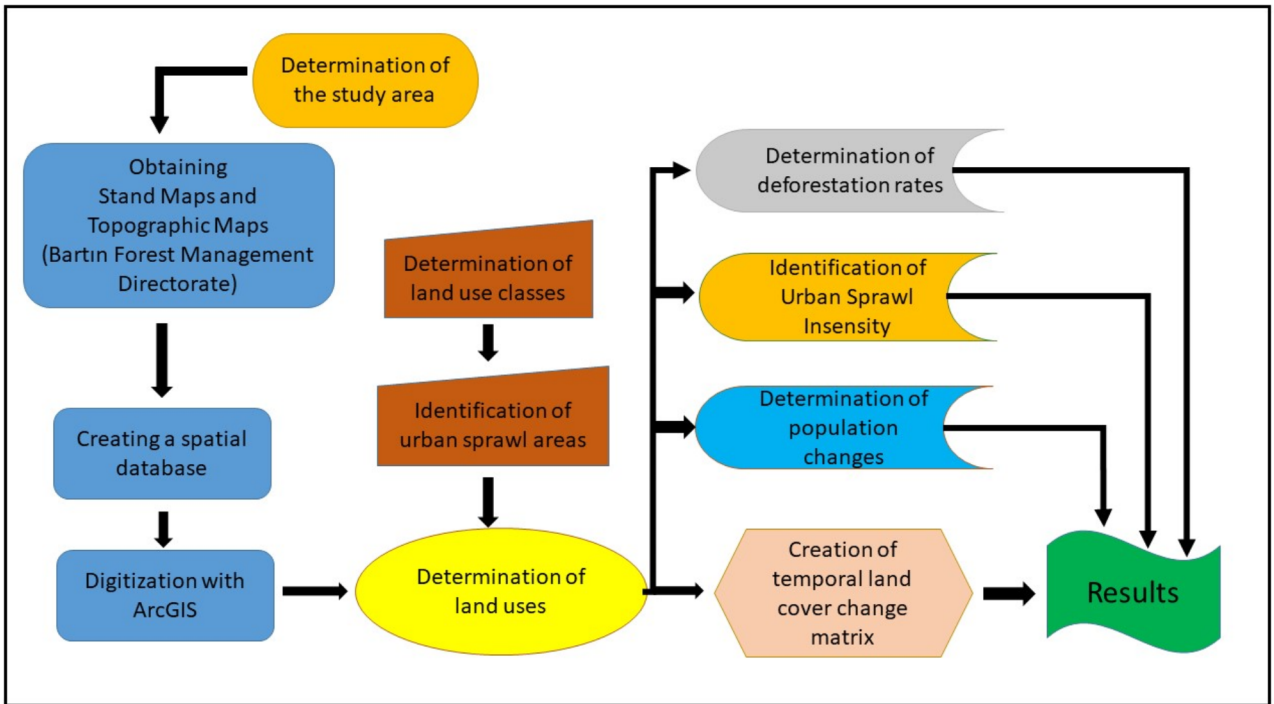 Determination of
the study area
Obtaining
Stand Maps and
Topographic Maps
(Bartın Forest Management
Directorate)
Creating a spatial
database
Digitization with
ArcGIS
Determination of
land use classes
Identification of
urban sprawl areas
Determination of
land uses
Determination of
deforestation rates
Identification of
Urban Sprawl
Insensity
Determination of
population
changes
Creation of
temporal land
cover change
matrix
Results